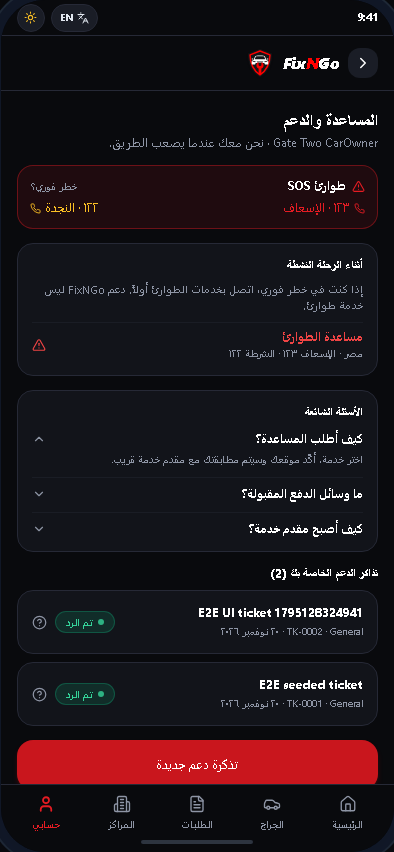 9:41
EN
FixNGo
المساعدة والدعم
Gate Two CarOwner · نحن معك عندما يصعب الطريق.
طوارئ SOS
خطر فوري؟
١٢٣ · الإسعاف
١٢٢ · النجدة
أثناء الرحلة النشطة
إذا كنت في خطر فوري، اتصل بخدمات الطوارئ أولاً. دعم FixNGo ليس
خدمة طوارئ.
مساعدة الطوارئ
مصر · الإسعاف ١٢٣ · الشرطة ١٢٢
الأسئلة الشائعة
كيف أطلب المساعدة؟
اختر خدمة، أكّد موقعك وسيتم مطابقتك مع مقدم خدمة قريب.
ما وسائل الدفع المقبولة؟
كيف أصبح مقدم خدمة؟
تذاكر الدعم الخاصة بك (2)
E2E UI ticket 1795128324941
TK-0002 · ٢٠ نوفمبر ٢٠٢٦ · General
تم الرد
E2E seeded ticket
TK-0001 · ٢٠ نوفمبر ٢٠٢٦ · General
تم الرد
تذكرة دعم جديدة
الرئيسية
الجراج
الطلبات
المراكز
حسابي